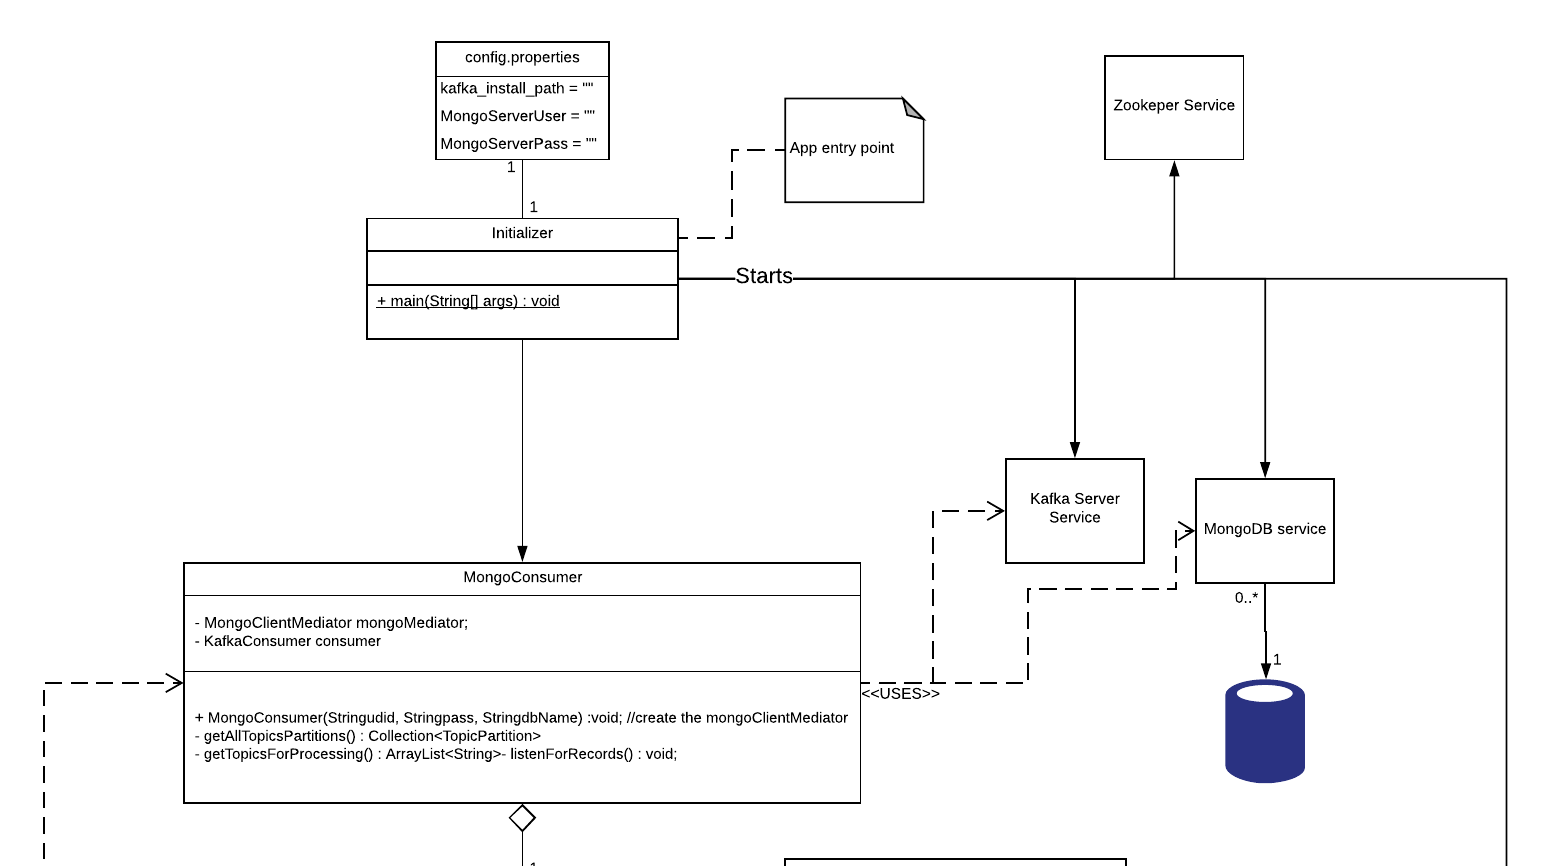 config.properties
kafka_install_path = ""
MongoServerUser = ""
MongoServerPass = ""
1
1
Zookeper Service
App entry point
Initializer
+ main(String[] args) : void
Starts
Kafka Server
Service
MongoDB service
0..*
1
MongoConsumer
- MongoClientMediator mongoMediator;
- KafkaConsumer consumer
<<USES>>
+ MongoConsumer(Stringudid, Stringpass, StringdbName) :void; //create the mongoClientMediator
- getAllTopicsPartitions() : Collection<TopicPartition>
- getTopicsForProcessing() : ArrayList<String>- listenForRecords() : void;
1